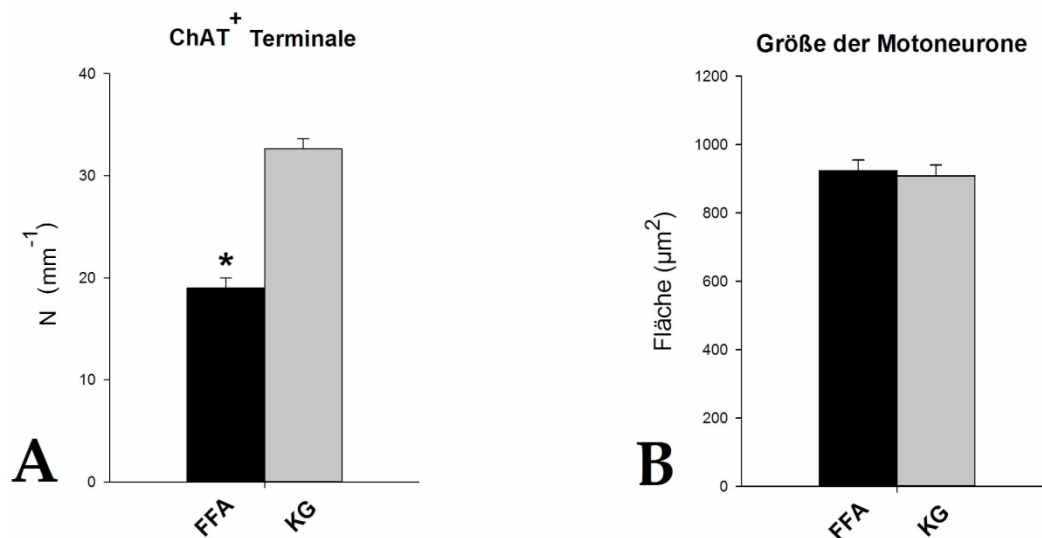 ChAT⁺ Terminale
40
30
20
10
0
N (mm⁻¹)
*
FFA
KG
A
Größe der Motoneurone
1200
1000
800
600
400
200
0
Fläche (µm²)
FFA
KG
B